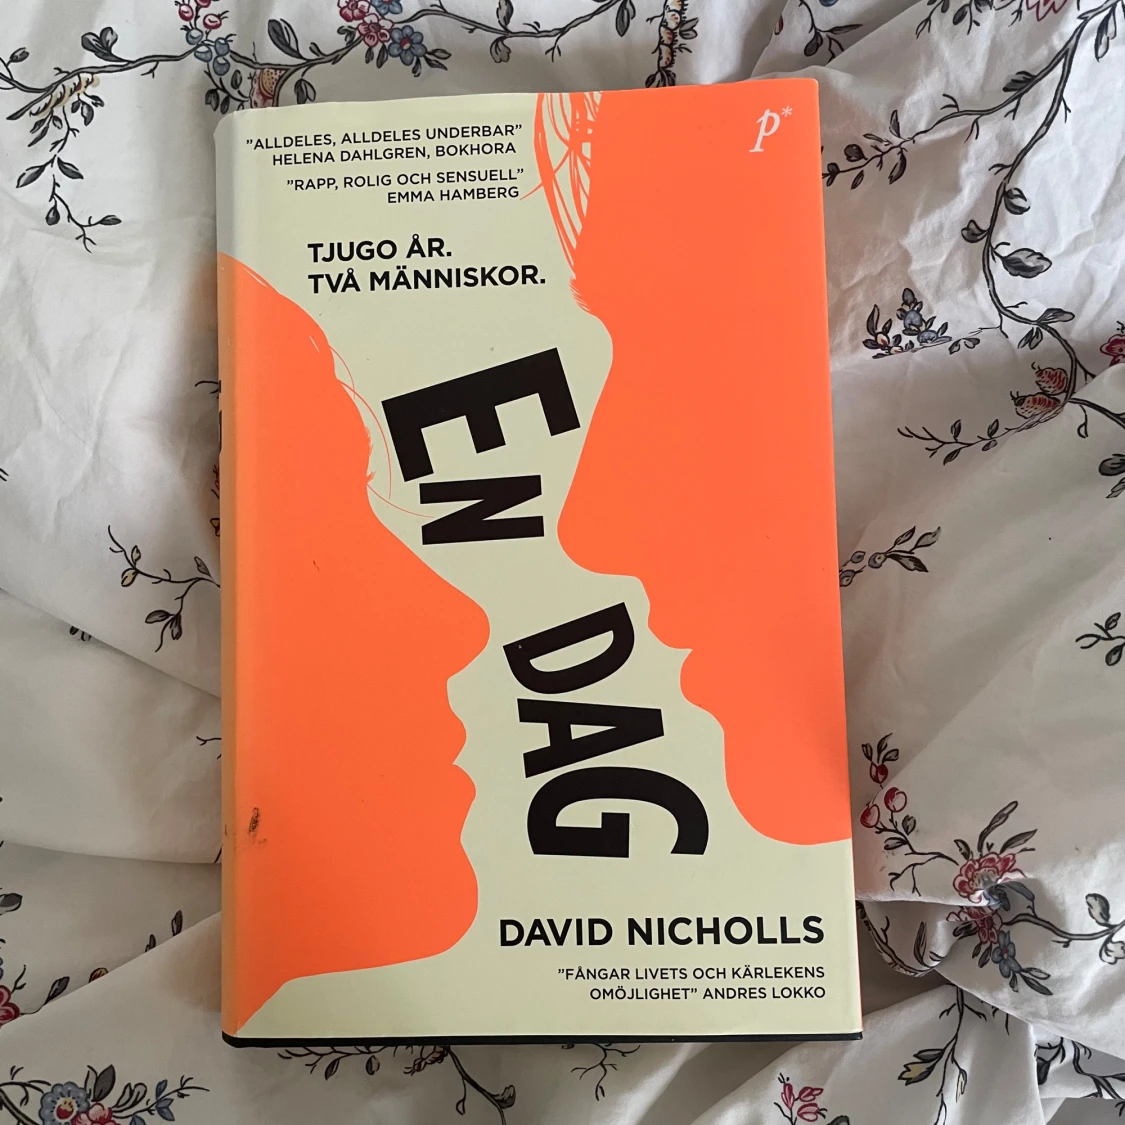 "ALLDELES, ALLDELES UNDERBAR"
HELENA DAHLGREN, BOKHORA
"RAPP, ROLIG OCH SENSUELL"
EMMA HAMBERG
p*
TJUGO ÅR.
TVÅ MÄNNISKOR.
EN
DAG
DAVID NICHOLLS
"FÅNGAR LIVETS OCH KÄRLEKENS
OMÖJLIGHET" ANDRES LOKKO